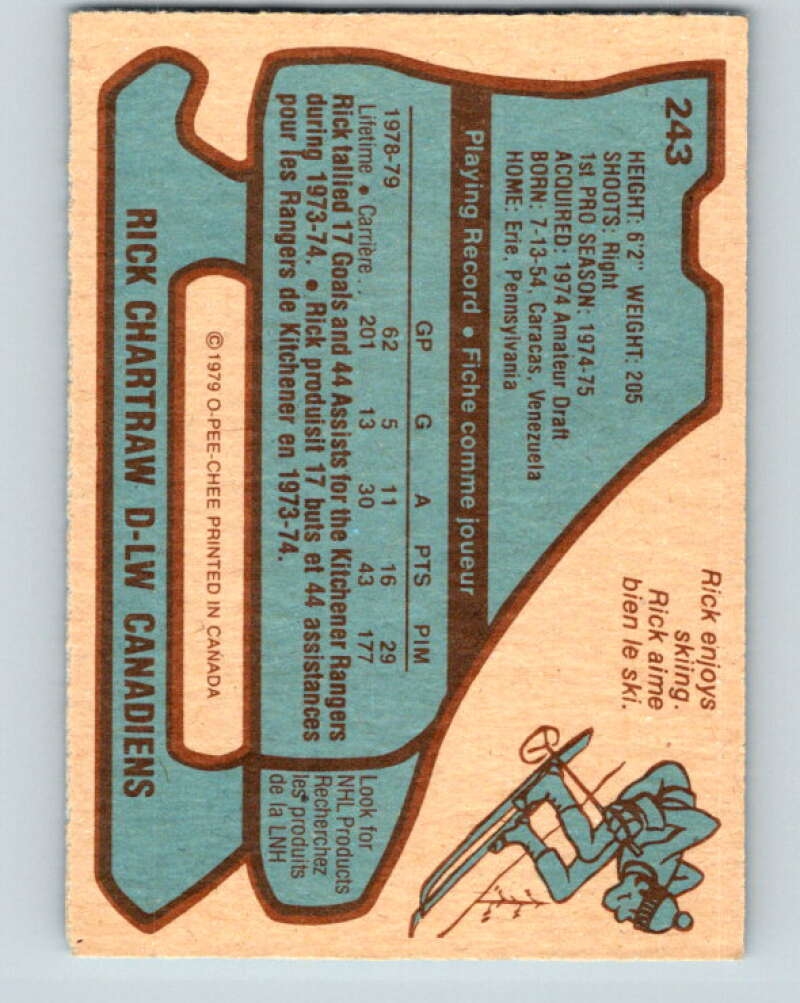 243
HEIGHT: 6'2" WEIGHT: 205
SHOOTS: Right
1st PRO SEASON: 1974-75
ACQUIRED: 1974 Amateur Draft
BORN: 7-13-54, Caracas, Venezuela
HOME: Erie, Pennsylvania
Rick enjoys
skiing.
Rick aime
bien le ski.
Playing Record • Fiche comme joueur
GP G A PTS PIM
1978-79 62 5 11 16 29
Lifetime • Carrière... 201 13 30 43 177
Rick tallied 17 Goals and 44 Assists for the Kitchener Rangers
during 1973-74. • Rick produisit 17 buts et 44 assistances
pour les Rangers de Kitchener en 1973-74.
Look for
NHL Products
Recherchez
les produits
de la LNH
©1979 O-PEE-CHEE PRINTED IN CANADA
RICK CHARTRAW D-LW CANADIENS